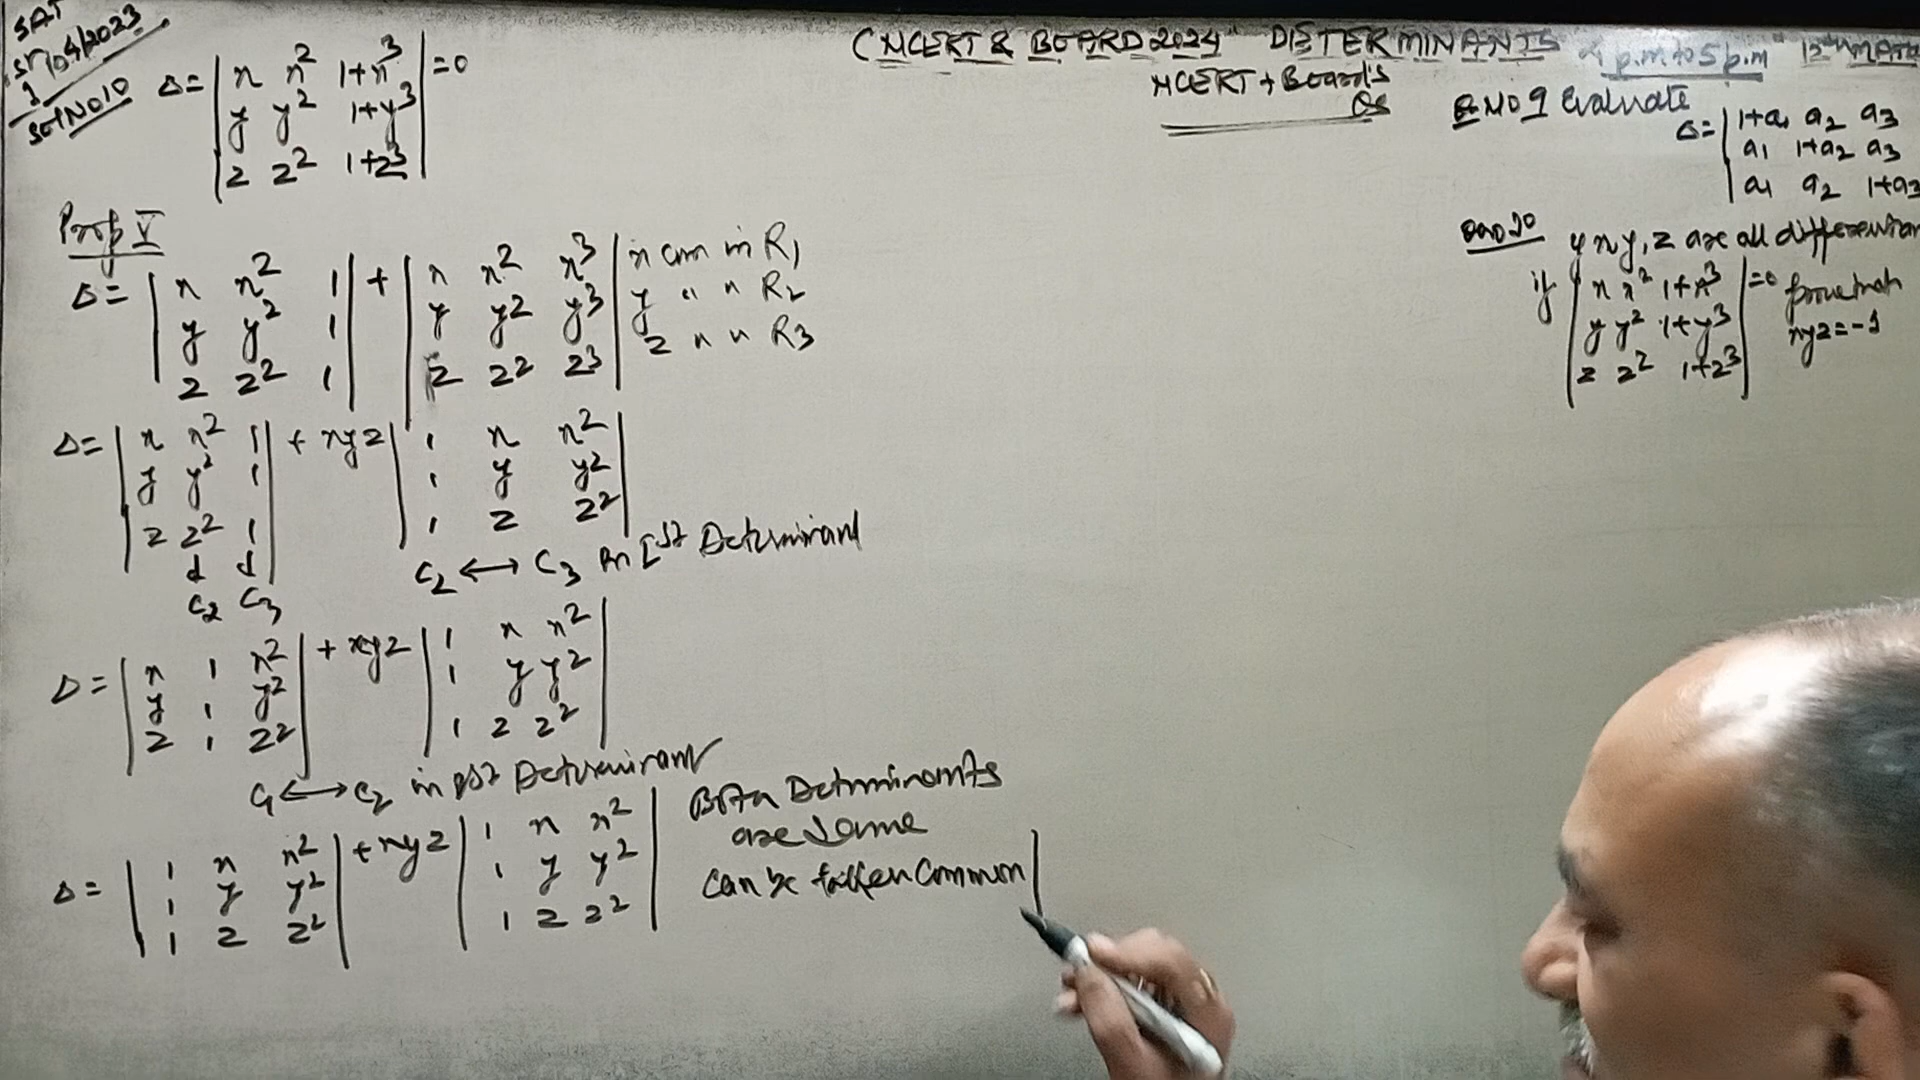 SAT
1st/04/2023
Set No 10
Δ= | x x² 1+x³ | =0
| y y² 1+y³ |
| z z² 1+z³ |
Prop V
Δ= | x x² 1 | + | x x² x³ | x com in R₁
| y y² 1 | | y y² y³ | y " " R₂
| z z² 1 | | z z² z³ | z " " R₃
Δ= | x x² 1 | + xyz | 1 x x² |
| y y² 1 | | 1 y y² |
| z z² 1 | | 1 z z² |
C₂ C₃
C₂ ↔ C₃ in Ist Determinant
Δ= | x 1 x² | + xyz | 1 x x² |
| y 1 y² | | 1 y y² |
| z 1 z² | | 1 z z² |
C₁ ↔ C₂ in Ist Determinant
Δ= | 1 x x² | + xyz | 1 x x² |
| 1 y y² | | 1 y y² |
| 1 z z² | | 1 z z² |
Both Determinants
are same
can be taken common
(NCERT & BOARD 2024" DETERMINANTS 4 p.m to 5 p.m" 12th MATH
NCERT + Board's
Qs
Q NO 9 Evaluate
Δ= | 1+a₁ a₂ a₃
| a₁ 1+a₂ a₃
| a₁ a₂ 1+a₃
Q NO 10 if x y, z are all different
if | x x² 1+x³ | =0 prove that
| y y² 1+y³ | xyz = -1
| z z² 1+z³ |